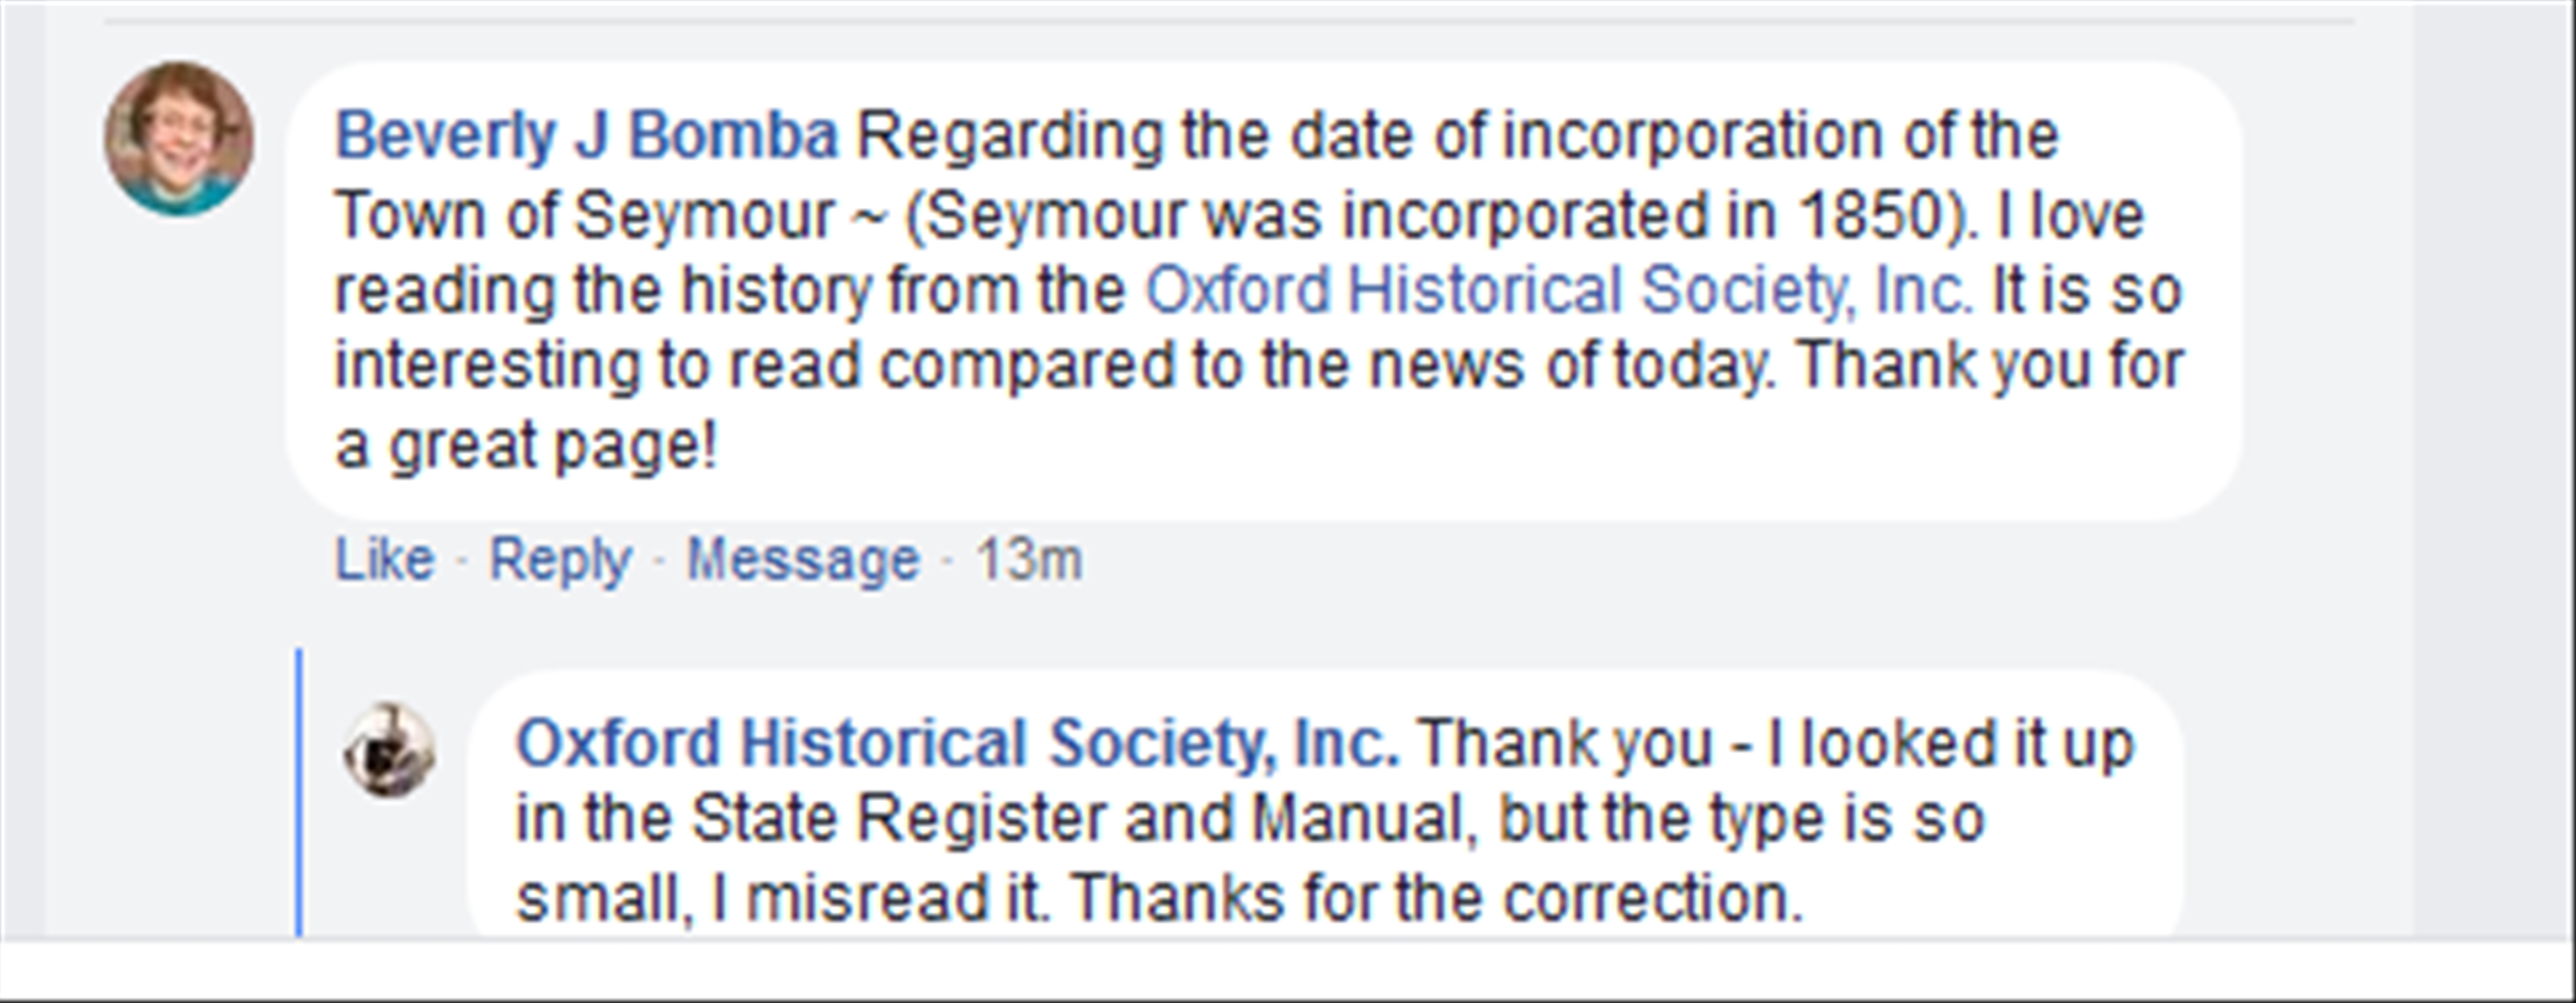 Beverly J Bomba Regarding the date of incorporation of the
Town of Seymour ~ (Seymour was incorporated in 1850). I love
reading the history from the Oxford Historical Society, Inc. It is so
interesting to read compared to the news of today. Thank you for
a great page!
Like · Reply · Message · 13m
Oxford Historical Society, Inc. Thank you - I looked it up
in the State Register and Manual, but the type is so
small, I misread it. Thanks for the correction.